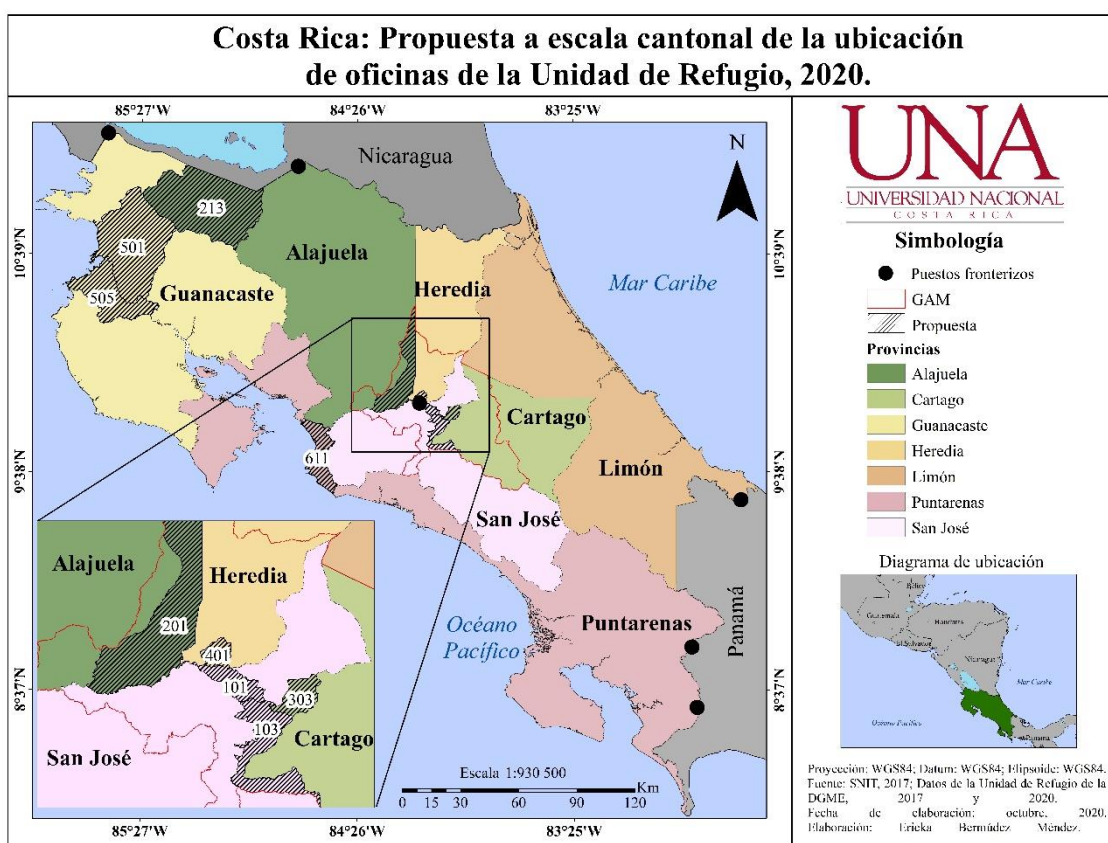 Costa Rica: Propuesta a escala cantonal de la ubicación
de oficinas de la Unidad de Refugio, 2020.
85°27'W
84°26'W
83°25'W
Nicaragua
N
213
10°39'N
10°39'N
501
Alajuela
505
Guanacaste
Heredia
Mar Caribe
Cartago
611
9°38'N
9°38'N
Limón
San José
Alajuela
Heredia
201
401
101
303
103
San José
Cartago
Océano
Pacífico
Puntarenas
Panamá
8°37'N
8°37'N
Escala 1:930 500
Km
0 15 30 60 90 120
85°27'W
84°26'W
83°25'W
UNA
UNIVERSIDAD NACIONAL
COSTA RICA
Simbología
Puestos fronterizos
GAM
Propuesta
Provincias
Alajuela
Cartago
Guanacaste
Heredia
Limón
Puntarenas
San José
Diagrama de ubicación
Belice
Guatemala
Honduras
El Salvador
Nicaragua
Mar Caribe
Océano Pacífico
Panamá
Proyección: WGS84; Datum: WGS84; Elipsoide: WGS84.
Fuente: SNIT, 2017; Datos de la Unidad de Refugio de la
DGME, 2017 y 2020.
Fecha de elaboración: octubre, 2020.
Elaboración: Ericka Bermúdez Méndez.